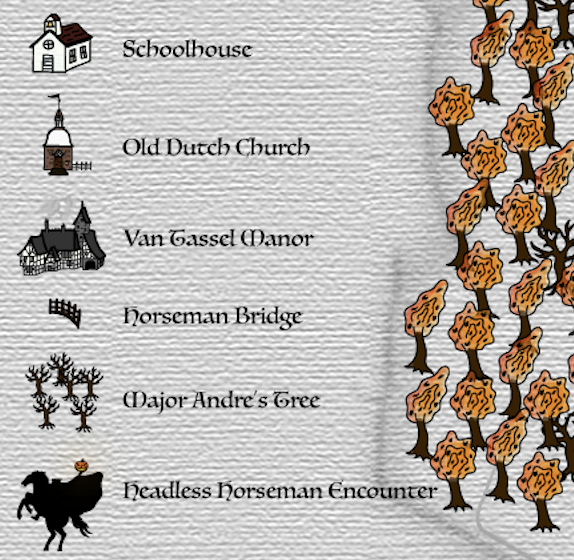 Schoolhouse
Old Dutch Church
Van Tassel Manor
Horseman Bridge
Major Andre's Tree
Headless Horseman Encounter